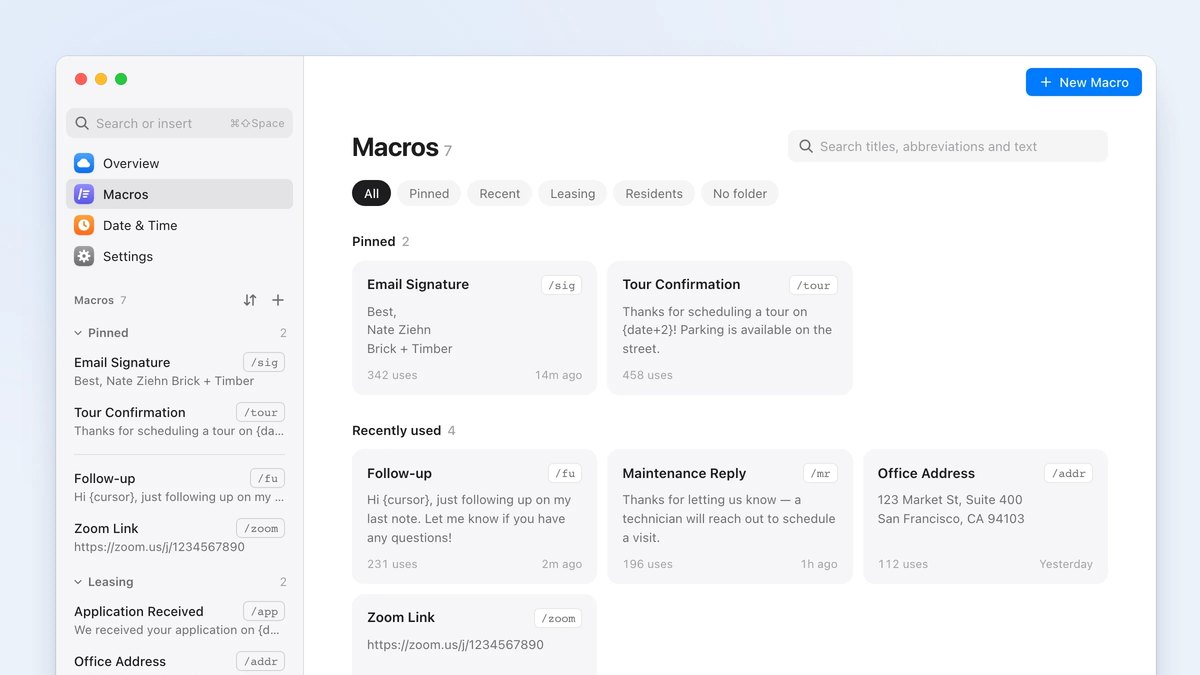 Search or insert ⌘⇧Space
Overview
Macros
Date & Time
Settings
Macros 7
Pinned 2
Email Signature /sig
Best, Nate Ziehn Brick + Timber
Tour Confirmation /tour
Thanks for scheduling a tour on {da...
Follow-up /fu
Hi {cursor}, just following up on my ...
Zoom Link /zoom
https://zoom.us/j/1234567890
Leasing 2
Application Received /app
We received your application on {d...
Office Address /addr
+ New Macro
Macros 7
Search titles, abbreviations and text
All Pinned Recent Leasing Residents No folder
Pinned 2
Email Signature /sig
Best,
Nate Ziehn
Brick + Timber
342 uses 14m ago
Tour Confirmation /tour
Thanks for scheduling a tour on
{date+2}! Parking is available on the
street.
458 uses
Recently used 4
Follow-up /fu
Hi {cursor}, just following up on my
last note. Let me know if you have
any questions!
231 uses 2m ago
Maintenance Reply /mr
Thanks for letting us know — a
technician will reach out to schedule
a visit.
196 uses 1h ago
Office Address /addr
123 Market St, Suite 400
San Francisco, CA 94103
112 uses Yesterday
Zoom Link /zoom
https://zoom.us/j/1234567890